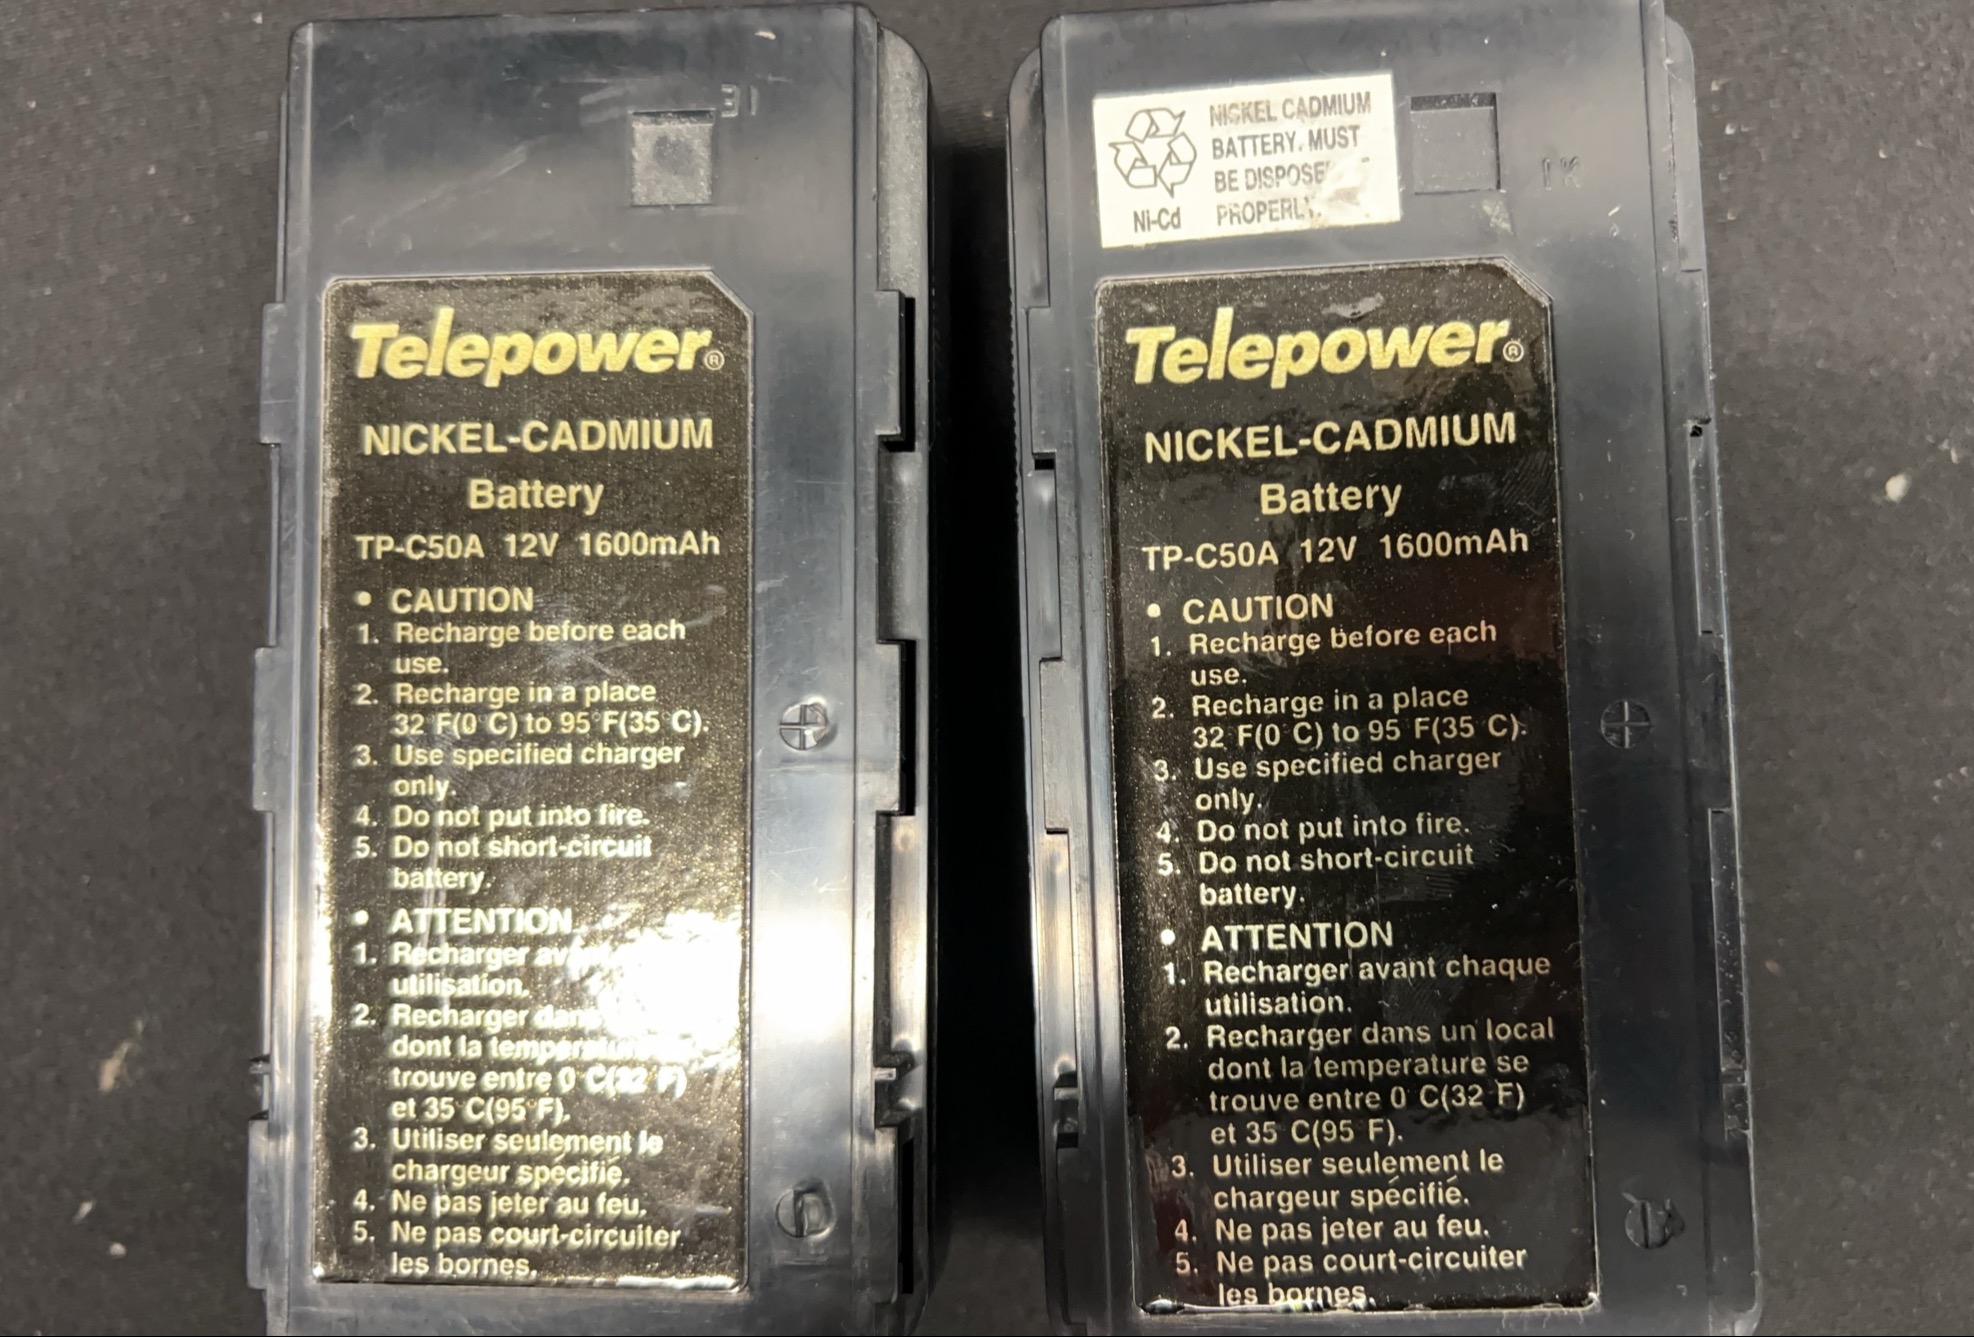 31
Telepower®
NICKEL-CADMIUM
Battery
TP-C50A 12V 1600mAh
• CAUTION
1. Recharge before each
use.
2. Recharge in a place
32 F(0 C) to 95°F(35 C).
3. Use specified charger
only.
4. Do not put into fire.
5. Do not short-circuit
battery.
• ATTENTION
1. Recharger
utilisation.
2. Recharger dans
dont la temperature
trouve entre 0 C(32 F)
et 35 C(95°F).
3. Utiliser seulement le
chargeur spécifié.
4. Ne pas jeter au feu.
5. Ne pas court-circuiter
les bornes.
NICKEL CADMIUM
BATTERY. MUST
BE DISPOSE
PROPERLY.
Ni-Cd
1K
Telepower®
NICKEL-CADMIUM
Battery
TP-C50A 12V 1600mAh
• CAUTION
1. Recharge before each
use.
2. Recharge in a place
32 F(0 C) to 95 F(35 C).
3. Use specified charger
only.
4. Do not put into fire.
5. Do not short-circuit
battery.
• ATTENTION
1. Recharger avant chaque
utilisation.
2. Recharger dans un local
dont la temperature se
trouve entre 0 C(32 F)
et 35 C(95 F).
3. Utiliser seulement le
chargeur spécifié.
4. Ne pas jeter au feu.
5. Ne pas court-circuiter
les bornes.